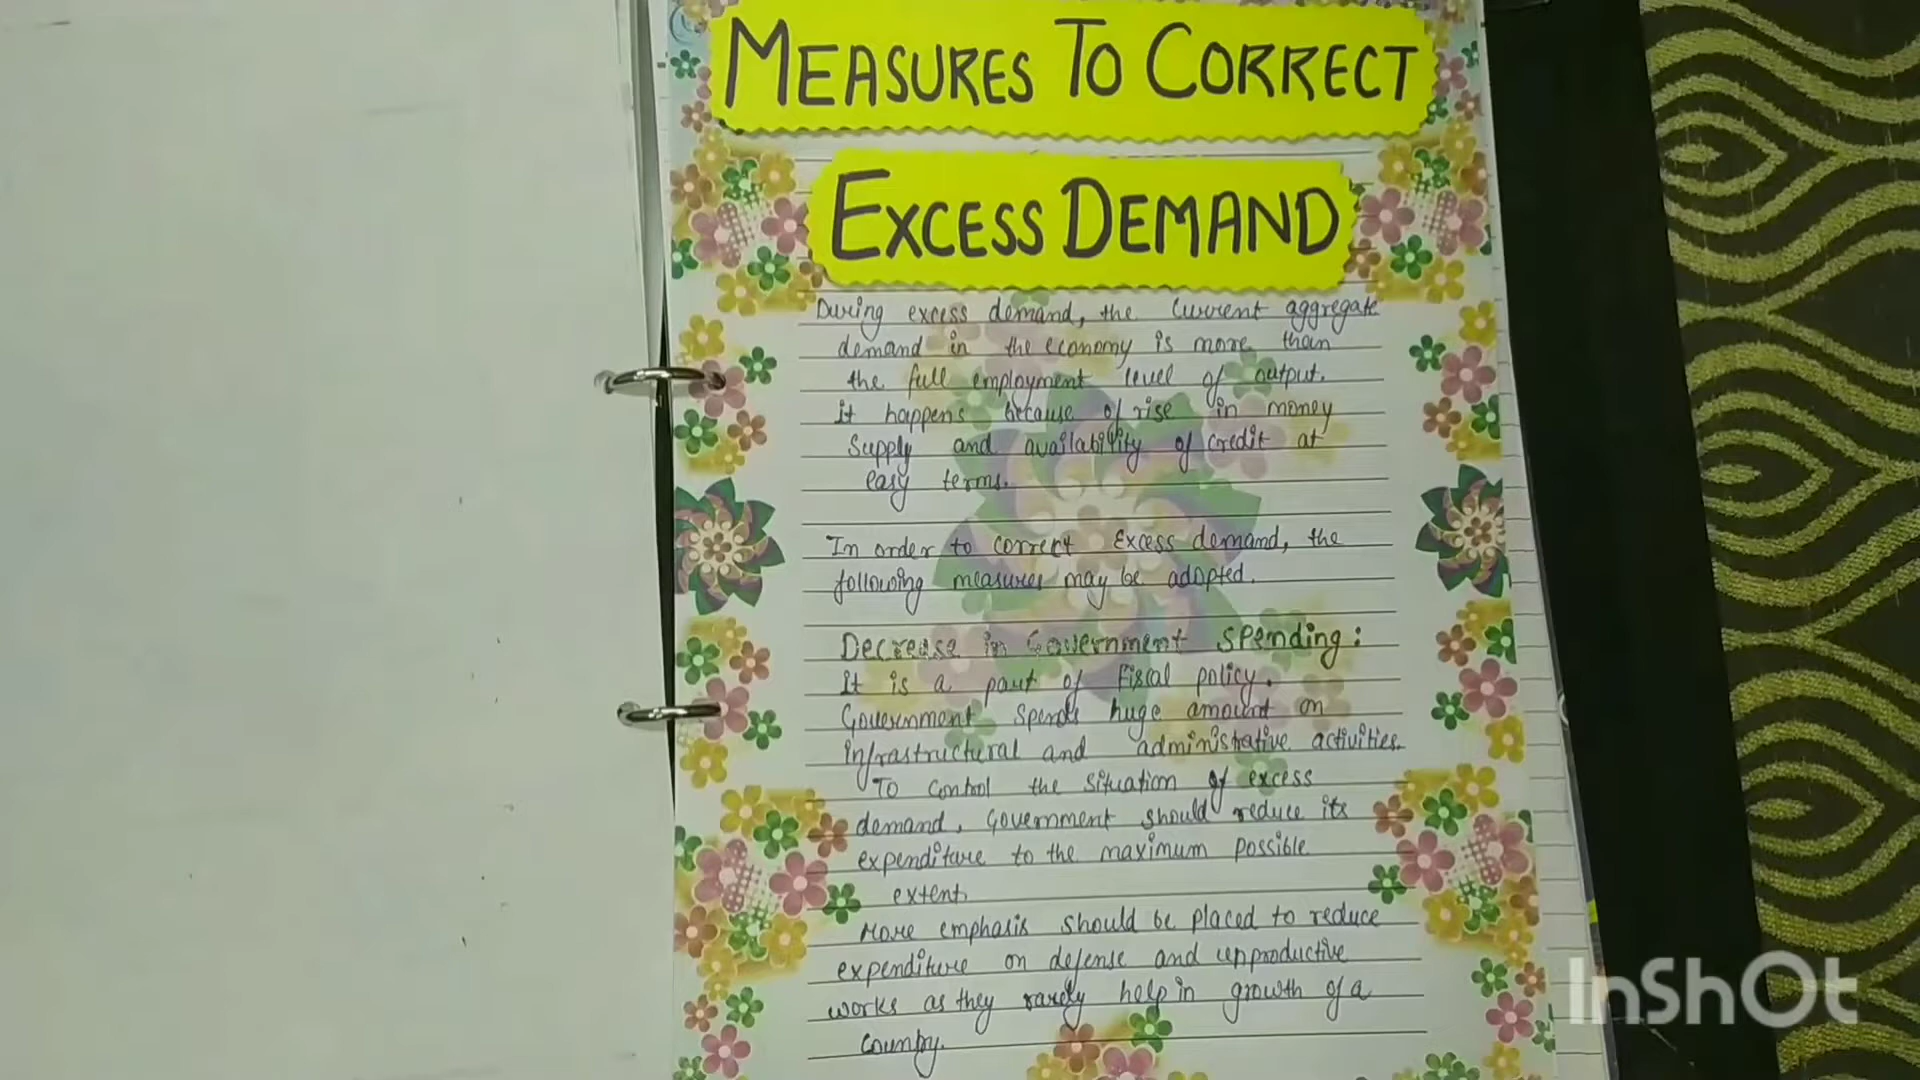 MEASURES TO CORRECT
EXCESS DEMAND
During excess demand, the current aggregate
demand in the economy is more than
the full employment level of output.
it happens because of rise in money
supply and availability of credit at
easy terms.
In order to correct Excess demand, the
following measures may be adopted.
Decrease in Government Spending:
It is a part of Fiscal policy.
Government spends huge amount on
infrastructural and administrative activities.
To control the situation of excess
demand, Government should reduce its
expenditure to the maximum possible
extent.
More emphasis should be placed to reduce
expenditure on defense and unproductive
works as they rarely help in growth of a
country.
InShOt